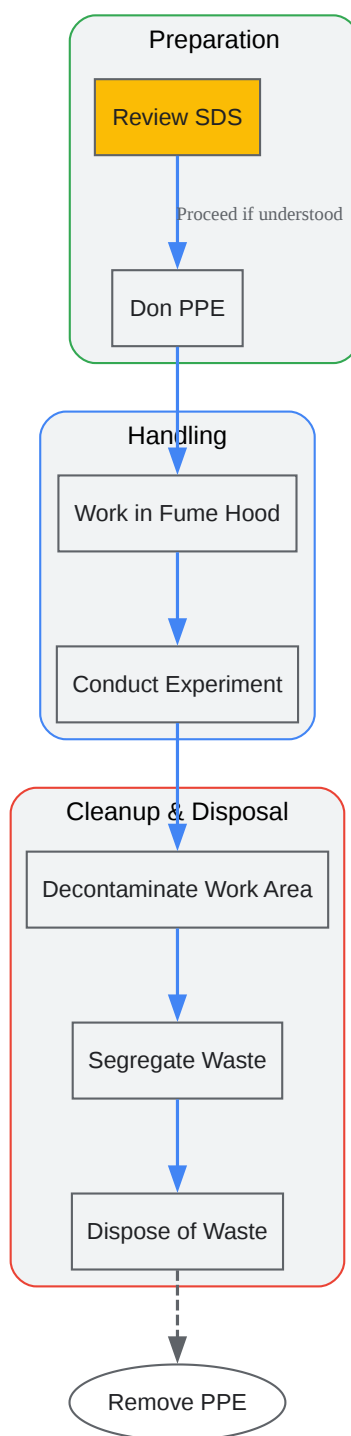 Preparation
Review SDS
Proceed if understood
Don PPE
Handling
Work in Fume Hood
Conduct Experiment
Cleanup & Disposal
Decontaminate Work Area
Segregate Waste
Dispose of Waste
Remove PPE